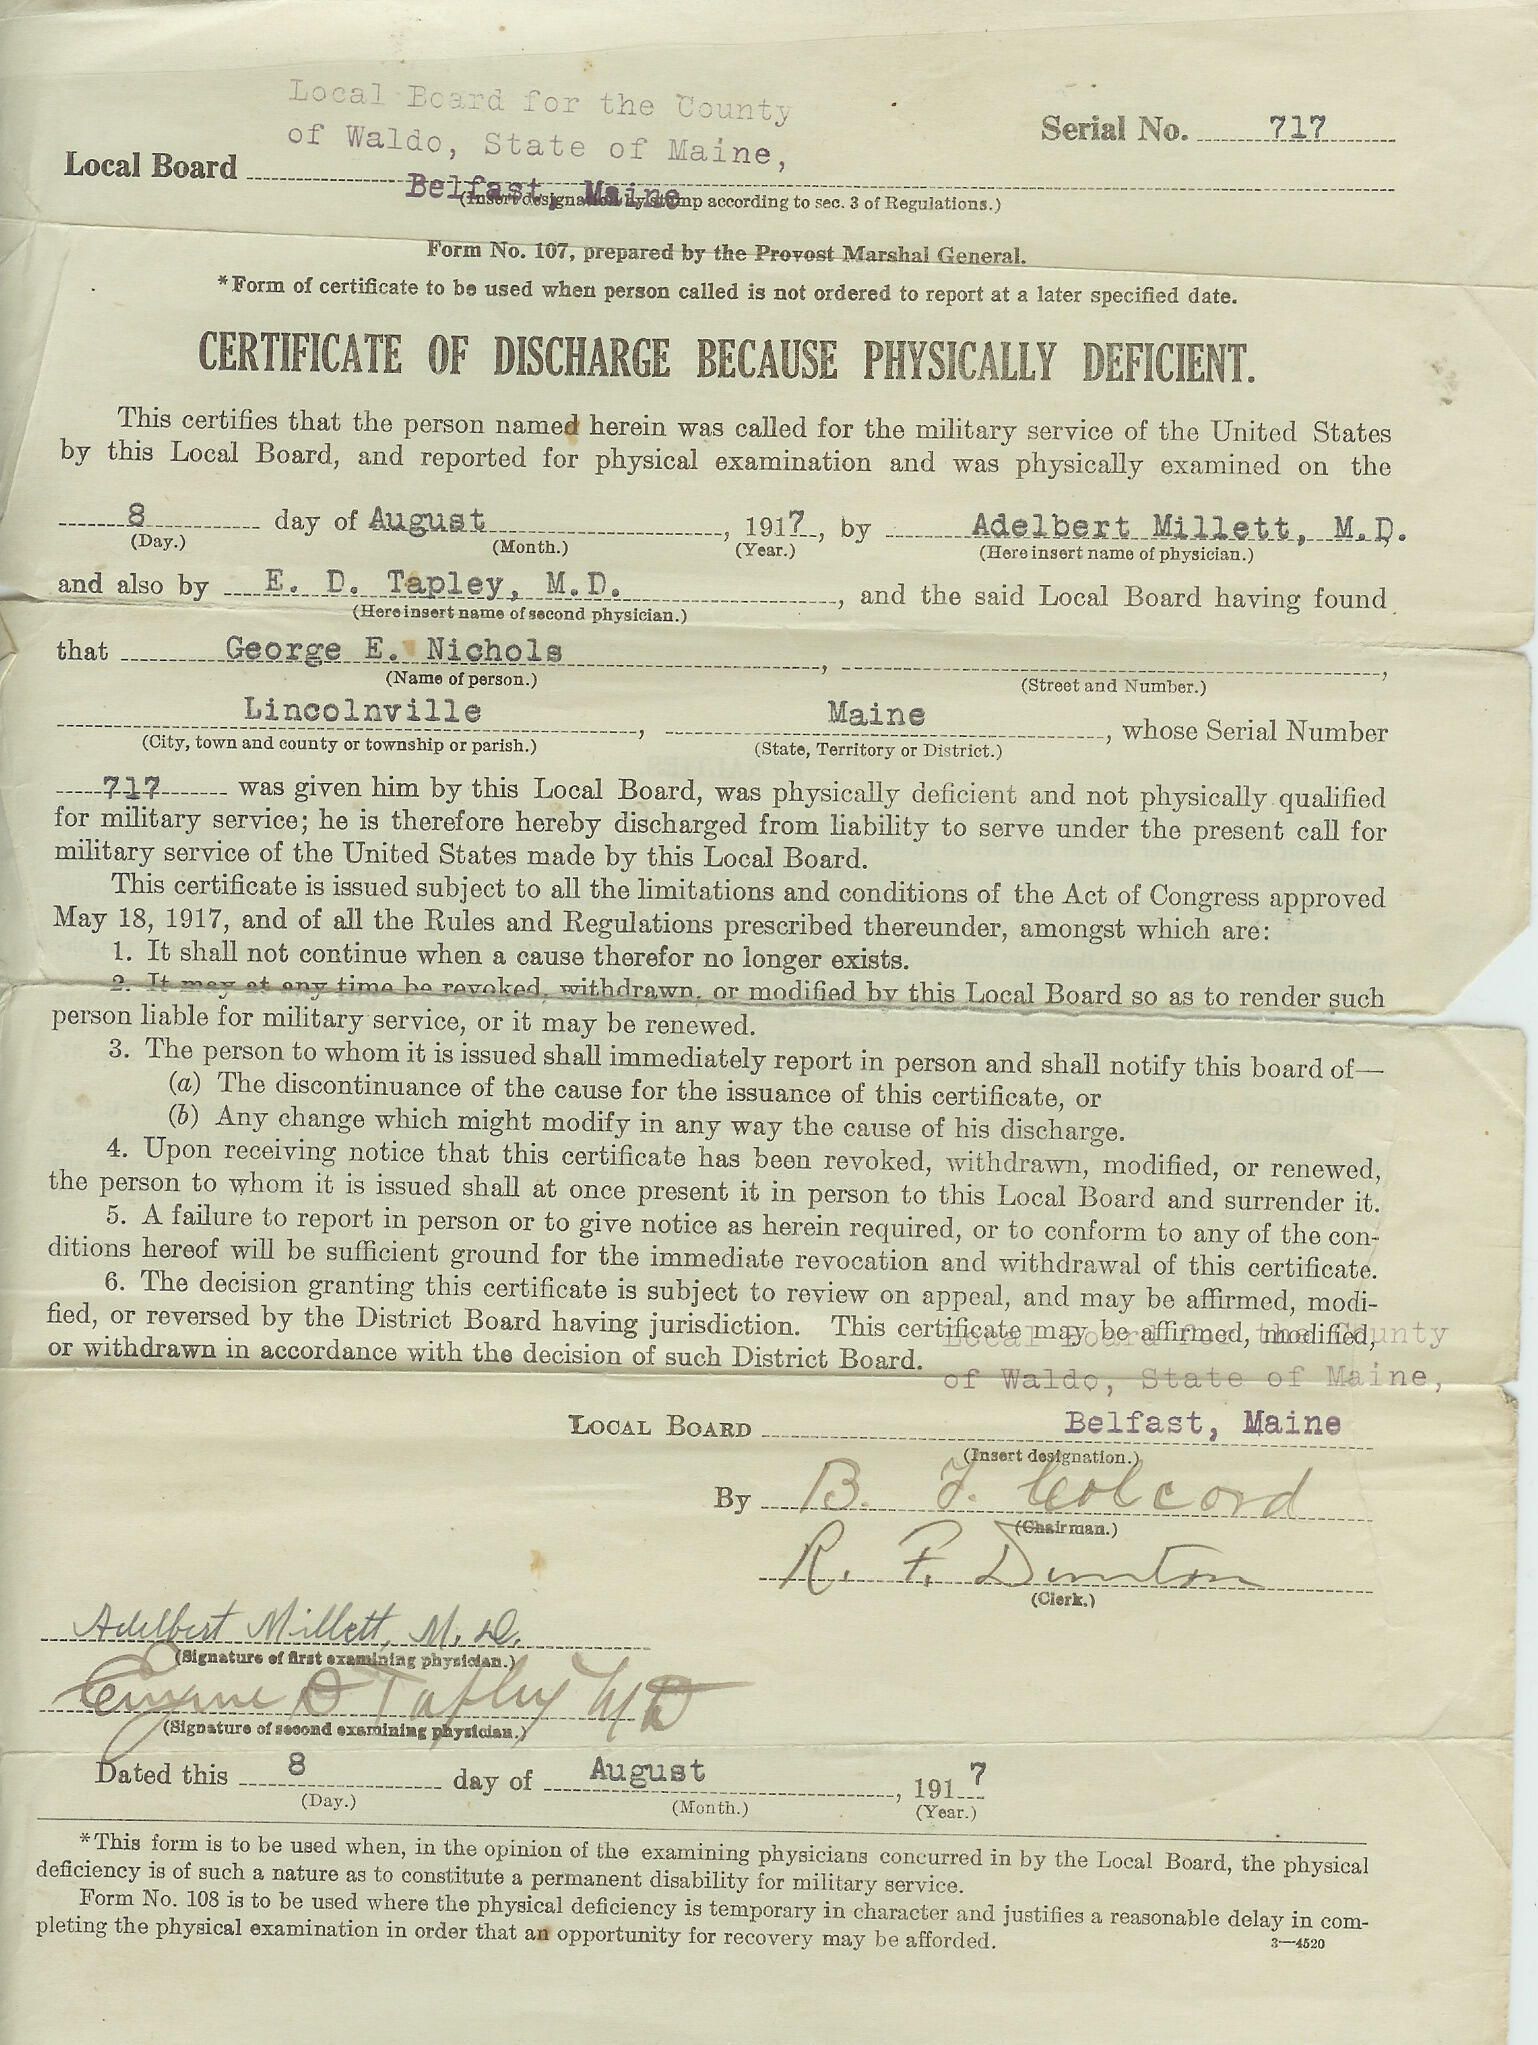 Local Board for the County
of Waldo, State of Maine,
Serial No. 717
Local Board
Belfast, Maine
(Insert designation by stamp according to sec. 3 of Regulations.)
Form No. 107, prepared by the Provost Marshal General.
*Form of certificate to be used when person called is not ordered to report at a later specified date.
CERTIFICATE OF DISCHARGE BECAUSE PHYSICALLY DEFICIENT.
This certifies that the person named herein was called for the military service of the United States
by this Local Board, and reported for physical examination and was physically examined on the
8 day of August, 1917, by Adelbert Millett, M.D.
(Day.) (Month.) (Year.) (Here insert name of physician.)
and also by E. D. Tapley, M.D., and the said Local Board having found
(Here insert name of second physician.)
that George E. Nichols, ,
(Name of person.) (Street and Number.)
Lincolnville, Maine, whose Serial Number
(City, town and county or township or parish.) (State, Territory or District.)
717 was given him by this Local Board, was physically deficient and not physically qualified
for military service; he is therefore hereby discharged from liability to serve under the present call for
military service of the United States made by this Local Board.
This certificate is issued subject to all the limitations and conditions of the Act of Congress approved
May 18, 1917, and of all the Rules and Regulations prescribed thereunder, amongst which are:
1. It shall not continue when a cause therefor no longer exists.
2. It may at any time be revoked, withdrawn, or modified by this Local Board so as to render such
person liable for military service, or it may be renewed.
3. The person to whom it is issued shall immediately report in person and shall notify this board of—
(a) The discontinuance of the cause for the issuance of this certificate, or
(b) Any change which might modify in any way the cause of his discharge.
4. Upon receiving notice that this certificate has been revoked, withdrawn, modified, or renewed,
the person to whom it is issued shall at once present it in person to this Local Board and surrender it.
5. A failure to report in person or to give notice as herein required, or to conform to any of the con-
ditions hereof will be sufficient ground for the immediate revocation and withdrawal of this certificate.
6. The decision granting this certificate is subject to review on appeal, and may be affirmed, modi-
fied, or reversed by the District Board having jurisdiction. This certificate may be affirmed, modified,
or withdrawn in accordance with the decision of such District Board.
Local Board for the County
of Waldo, State of Maine,
LOCAL BOARD Belfast, Maine
(Insert designation.)
By B. F. Colcord
(Chairman.)
R. F. Dunton
(Clerk.)
Adelbert Millett, M.D.
(Signature of first examining physician.)
Eugene D Tapley MD
(Signature of second examining physician.)
Dated this 8 day of August, 1917
(Day.) (Month.) (Year.)
*This form is to be used when, in the opinion of the examining physicians concurred in by the Local Board, the physical
deficiency is of such a nature as to constitute a permanent disability for military service.
Form No. 108 is to be used where the physical deficiency is temporary in character and justifies a reasonable delay in com-
pleting the physical examination in order that an opportunity for recovery may be afforded.
3—4520